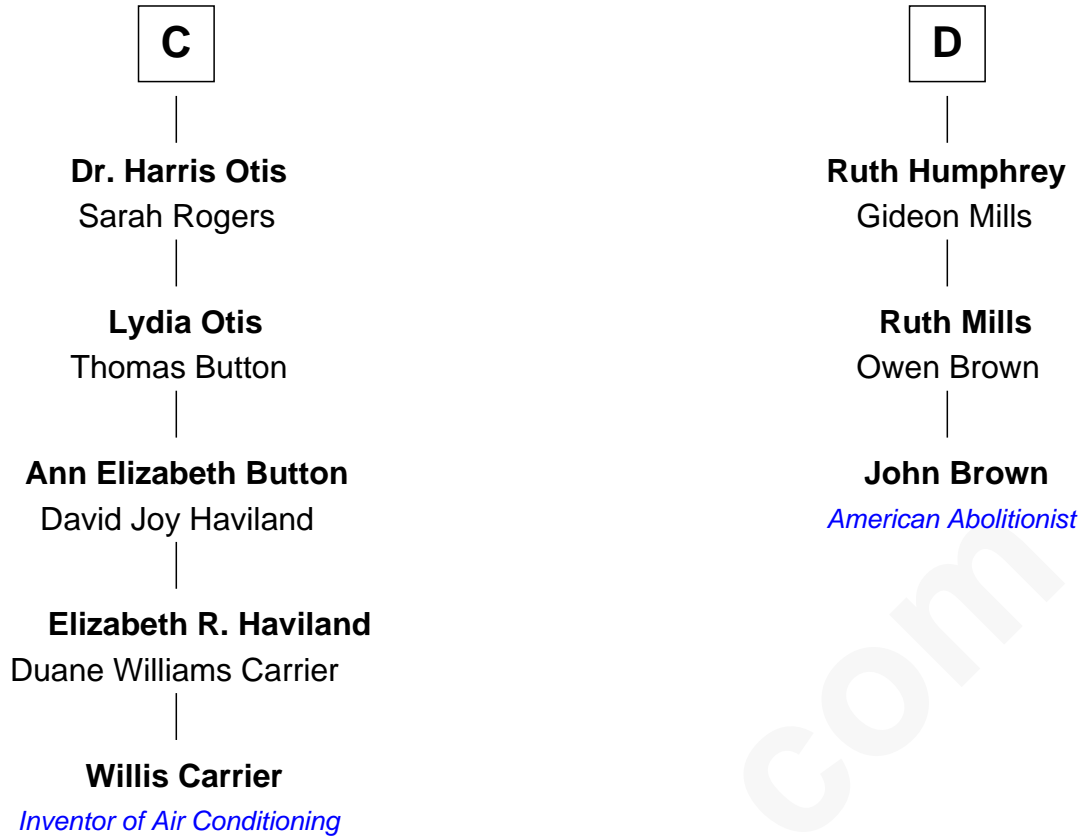 C
Dr. Harris Otis
Sarah Rogers
Lydia Otis
Thomas Button
Ann Elizabeth Button
David Joy Haviland
Elizabeth R. Haviland
Duane Williams Carrier
Willis Carrier
Inventor of Air Conditioning
D
Ruth Humphrey
Gideon Mills
Ruth Mills
Owen Brown
John Brown
American Abolitionist
com